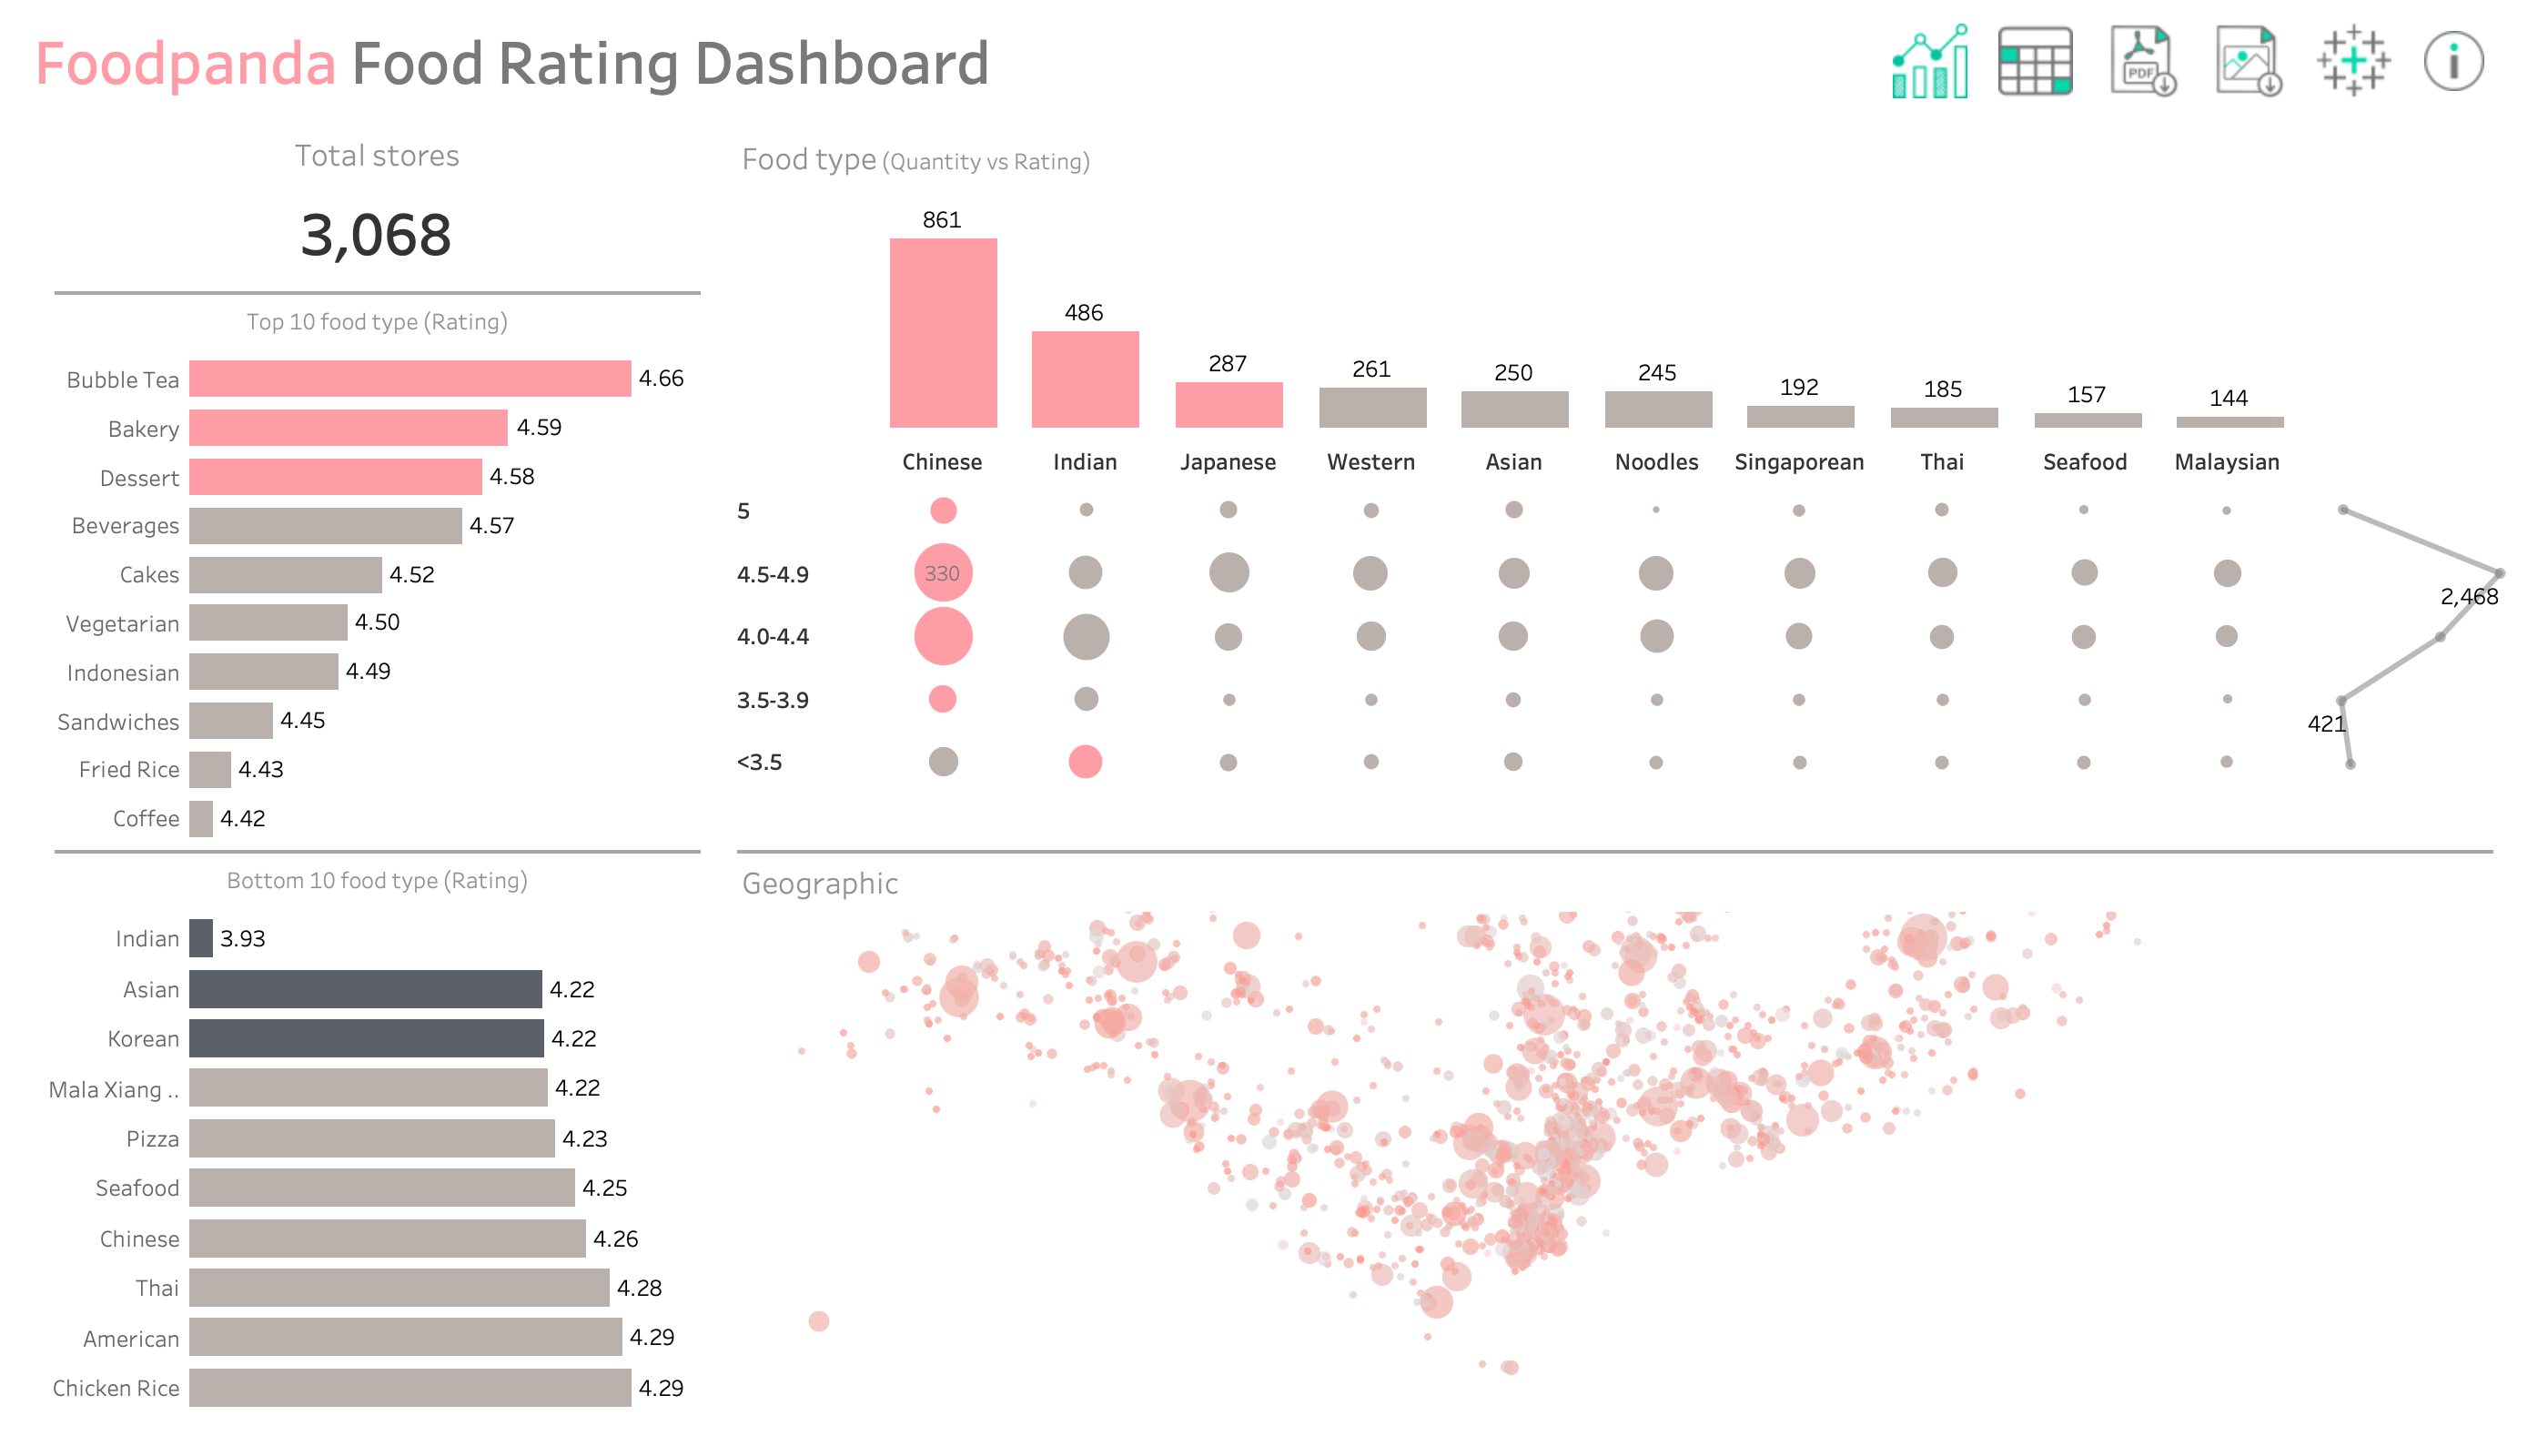 Foodpanda Food Rating Dashboard
PDF
Total stores
3,068
Top 10 food type (Rating)
Bubble Tea 4.66
Bakery 4.59
Dessert 4.58
Beverages 4.57
Cakes 4.52
Vegetarian 4.50
Indonesian 4.49
Sandwiches 4.45
Fried Rice 4.43
Coffee 4.42
Bottom 10 food type (Rating)
Indian 3.93
Asian 4.22
Korean 4.22
Mala Xiang .. 4.22
Pizza 4.23
Seafood 4.25
Chinese 4.26
Thai 4.28
American 4.29
Chicken Rice 4.29
Food type (Quantity vs Rating)
861 486 287 261 250 245 192 185 157 144
Chinese Indian Japanese Western Asian Noodles Singaporean Thai Seafood Malaysian
5
4.5-4.9 330
2,468
4.0-4.4
3.5-3.9
421
<3.5
Geographic